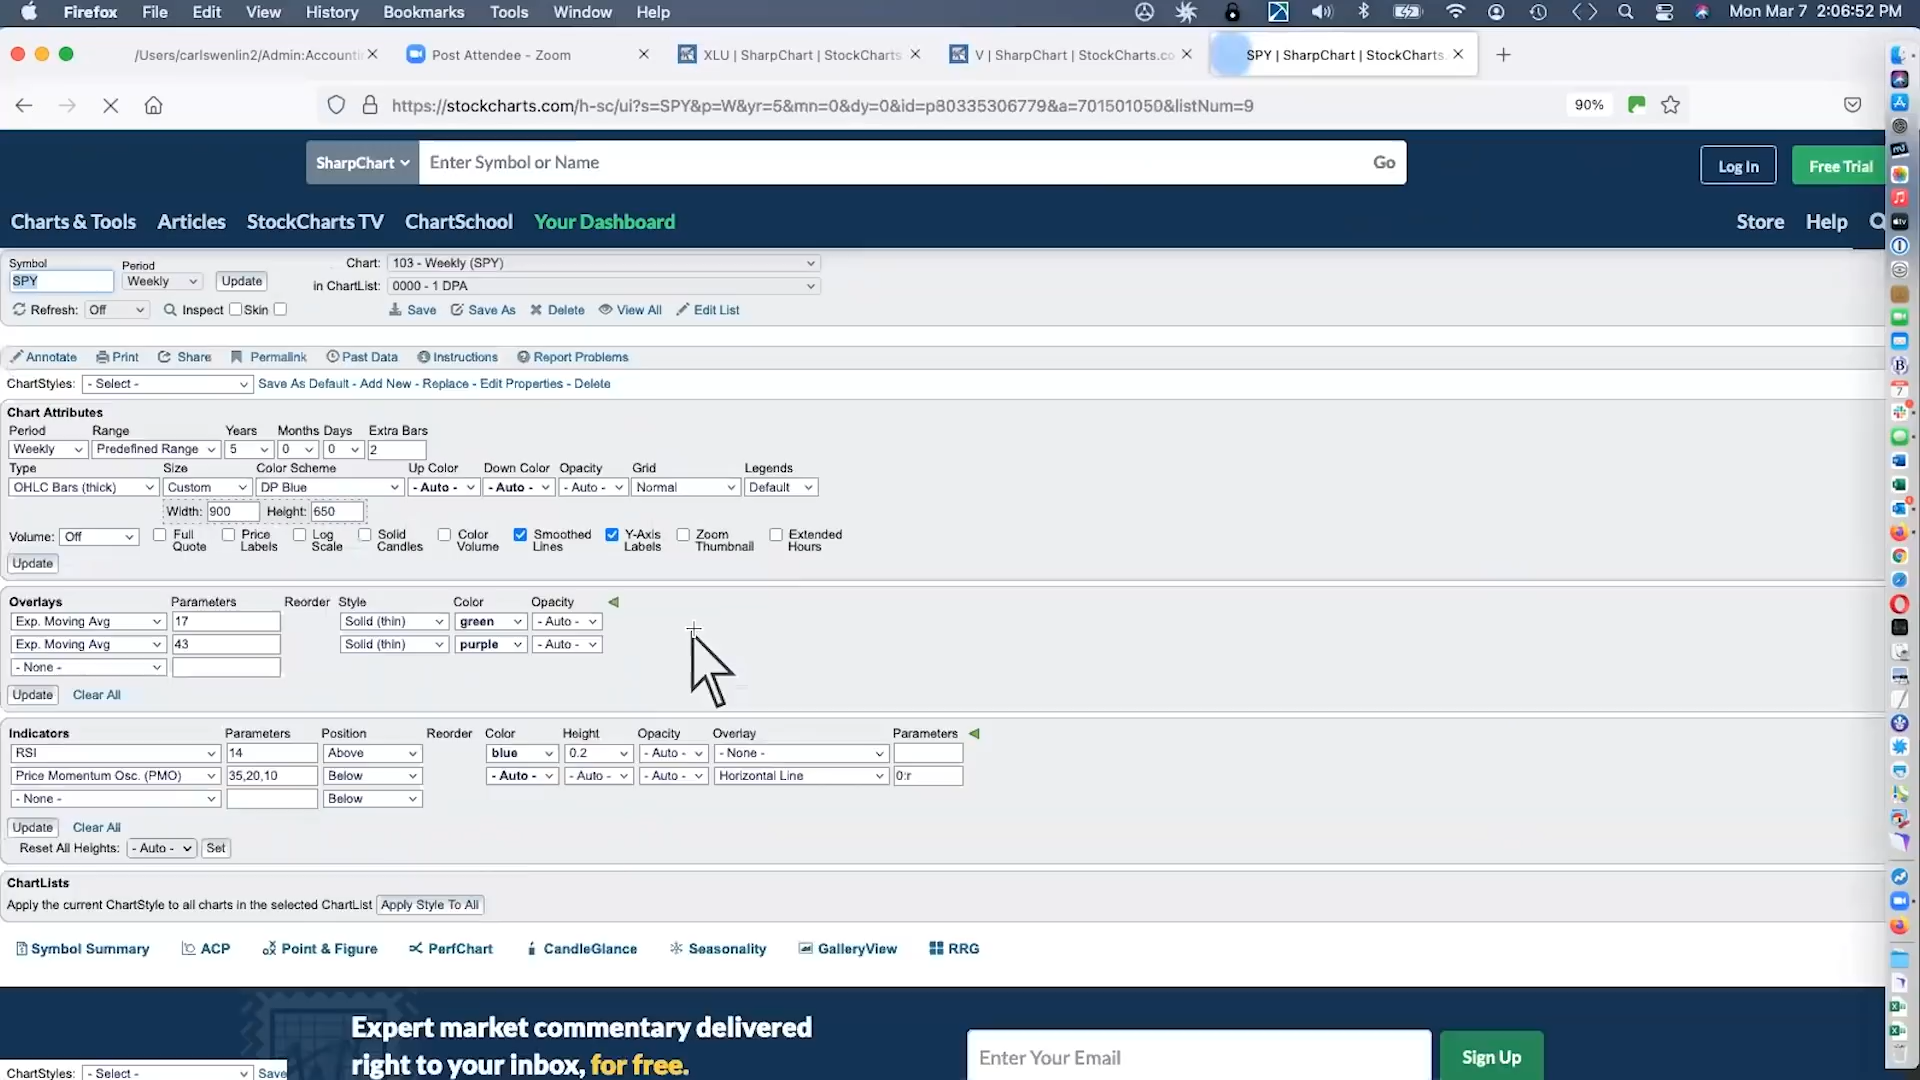 Firefox File Edit View History Bookmarks Tools Window Help Mon Mar 7 2:06:52 PM
/Users/carlswenlin2/Admin:Accountin Post Attendee - Zoom XLU | SharpChart | StockCharts V | SharpChart | StockCharts.co SPY | SharpChart | StockCharts.
https://stockcharts.com/h-sc/ui?s=SPY&p=W&yr=5&mn=0&dy=0&id=p80335306779&a=701501050&listNum=9 90%
SharpChart Enter Symbol or Name Go Log In Free Trial
Charts & Tools Articles StockCharts TV ChartSchool Your Dashboard Store Help
Symbol Period Chart: 103 - Weekly (SPY)
SPY Weekly Update in ChartList: 0000 - 1 DPA
Refresh: Off Inspect Skin Save Save As Delete View All Edit List
Annotate Print Share Permalink Past Data Instructions Report Problems
ChartStyles: - Select - Save As Default - Add New - Replace - Edit Properties - Delete
Chart Attributes
Period Range Years Months Days Extra Bars
Weekly Predefined Range 5 0 0 2
Type Size Color Scheme Up Color Down Color Opacity Grid Legends
OHLC Bars (thick) Custom DP Blue - Auto - - Auto - - Auto - Normal Default
Width: 900 Height: 650
Volume: Off Full Quote Price Labels Log Scale Solid Candles Color Volume Smoothed Lines Y-Axis Labels Zoom Thumbnail Extended Hours
Update
Overlays Parameters Reorder Style Color Opacity
Exp. Moving Avg 17 Solid (thin) green - Auto -
Exp. Moving Avg 43 Solid (thin) purple - Auto -
- None -
Update Clear All
Indicators Parameters Position Reorder Color Height Opacity Overlay Parameters
RSI 14 Above blue 0.2 - Auto - - None -
Price Momentum Osc. (PMO) 35,20,10 Below - Auto - - Auto - - Auto - Horizontal Line 0:r
- None - Below
Update Clear All
Reset All Heights: - Auto - Set
ChartLists
Apply the current ChartStyle to all charts in the selected ChartList Apply Style To All
Symbol Summary ACP Point & Figure PerfChart CandleGlance Seasonality GalleryView RRG
Expert market commentary delivered
right to your inbox, for free.
Enter Your Email Sign Up
ChartStyles: - Select - Save